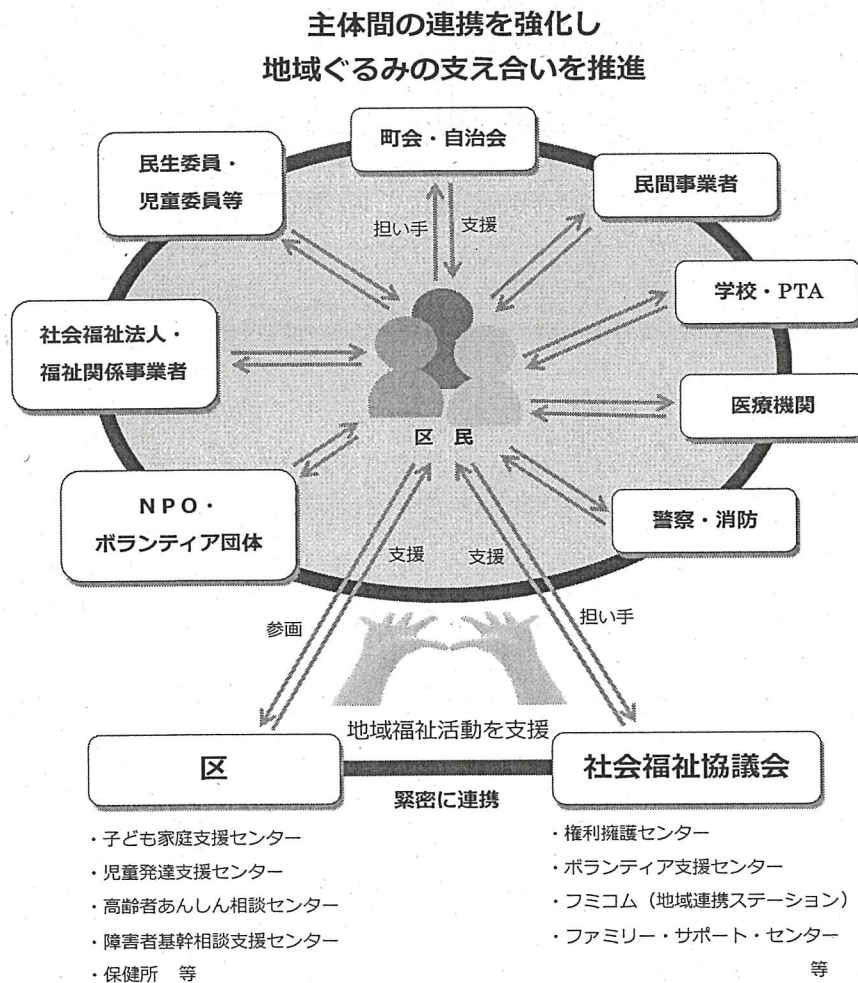 主体間の連携を強化し
地域ぐるみの支え合いを推進
町会・自治会
民生委員・
児童委員等
民間事業者
担い手
支援
学校・PTA
社会福祉法人・
福祉関係事業者
医療機関
区民
NPO・
ボランティア団体
警察・消防
支援
支援
参画
担い手
地域福祉活動を支援
区
社会福祉協議会
緊密に連携
・子ども家庭支援センター
・児童発達支援センター
・高齢者あんしん相談センター
・障害者基幹相談支援センター
・保健所 等
・権利擁護センター
・ボランティア支援センター
・フミコム（地域連携ステーション）
・ファミリー・サポート・センター
等